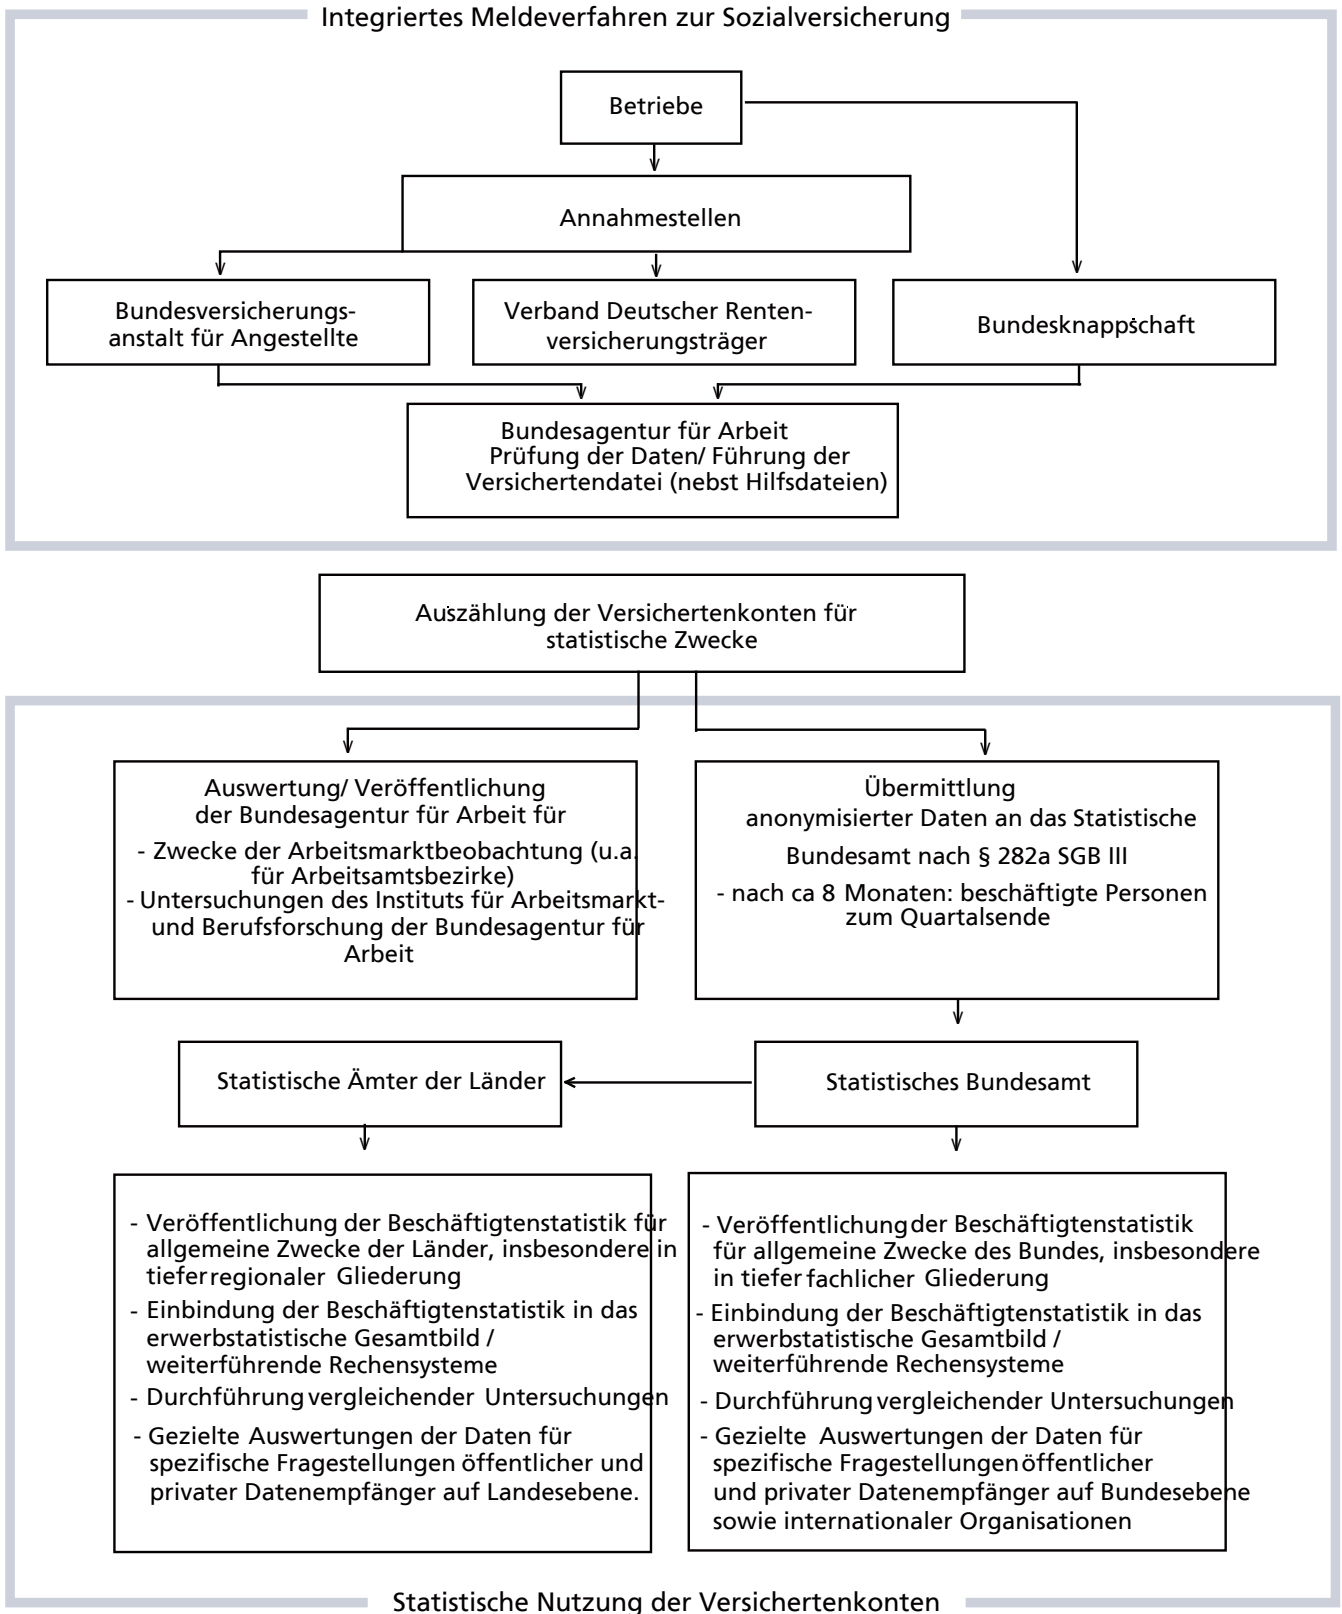 Integriertes Meldeverfahren zur Sozialversicherung
Betriebe
Annahmestellen
Bundesversicherungs-
anstalt für Angestellte
Verband Deutscher Renten-
versicherungsträger
Bundesknappschaft
Bundesagentur für Arbeit
Prüfung der Daten/ Führung der
Versichertendatei (nebst Hilfsdateien)
Auszählung der Versichertenkonten für
statistische Zwecke
Auswertung/ Veröffentlichung
der Bundesagentur für Arbeit für
- Zwecke der Arbeitsmarktbeobachtung (u.a.
für Arbeitsamtsbezirke)
- Untersuchungen des Instituts für Arbeitsmarkt-
und Berufsforschung der Bundesagentur für
Arbeit
Übermittlung
anonymisierter Daten an das Statistische
Bundesamt nach § 282a SGB III
- nach ca 8 Monaten: beschäftigte Personen
zum Quartalsende
Statistische Ämter der Länder
Statistisches Bundesamt
- Veröffentlichung der Beschäftigtenstatistik für
allgemeine Zwecke der Länder, insbesondere in
tiefer regionaler Gliederung
- Einbindung der Beschäftigtenstatistik in das
erwerbstatistische Gesamtbild /
weiterführende Rechensysteme
- Durchführung vergleichender Untersuchungen
- Gezielte Auswertungen der Daten für
spezifische Fragestellungen öffentlicher und
privater Datenempfänger auf Landesebene.
- Veröffentlichung der Beschäftigtenstatistik
für allgemeine Zwecke des Bundes, insbesondere
in tiefer fachlicher Gliederung
- Einbindung der Beschäftigtenstatistik in das
erwerbstatistische Gesamtbild /
weiterführende Rechensysteme
- Durchführung vergleichender Untersuchungen
- Gezielte Auswertungen der Daten für
spezifische Fragestellungen öffentlicher
und privater Datenempfänger auf Bundesebene
sowie internationaler Organisationen
Statistische Nutzung der Versichertenkonten